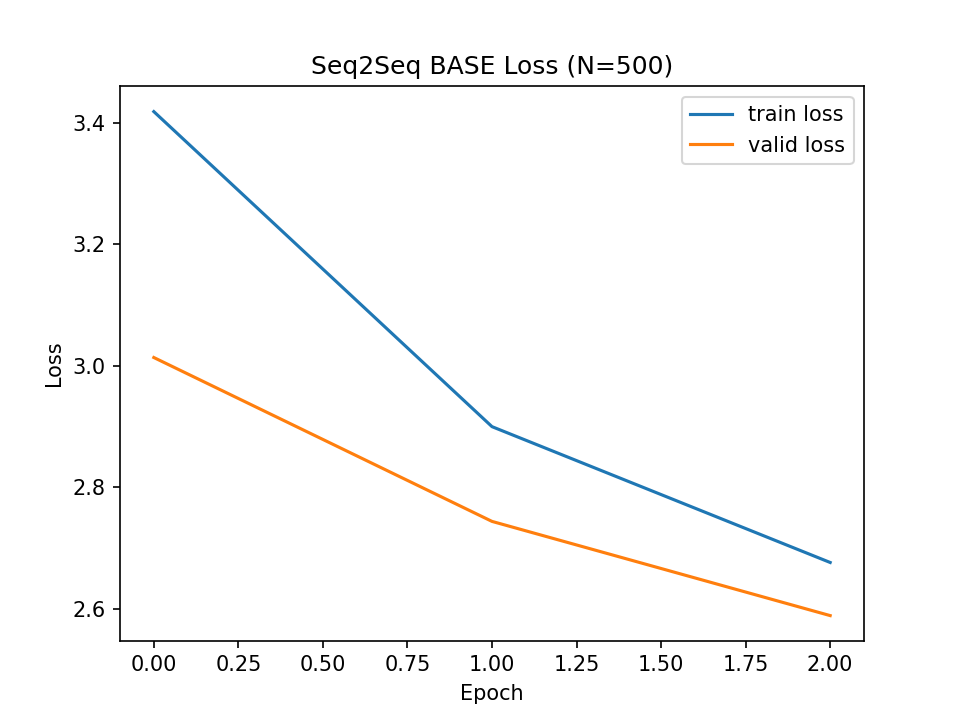 Seq2Seq BASE Loss (N=500)
train loss
valid loss
3.4
3.2
3.0
2.8
2.6
Loss
0.00 0.25 0.50 0.75 1.00 1.25 1.50 1.75 2.00
Epoch